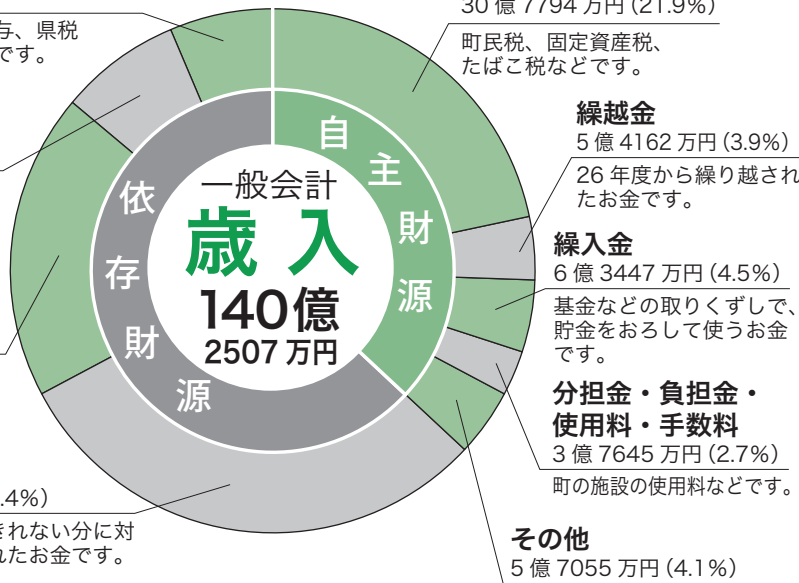 与、県税
です。
30億7794万円(21.9%)
町民税、固定資産税、
たばこ税などです。
繰越金
5億4162万円(3.9%)
26年度から繰り越され
たお金です。
繰入金
6億3447万円(4.5%)
基金などの取りくずしで、
貯金をおろして使うお金
です。
分担金・負担金・
使用料・手数料
3億7645万円(2.7%)
町の施設の使用料などです。
その他
5億7055万円(4.1%)
自主財源
依存財源
一般会計
歳入
140億
2507万円
.4%)
きれない分に対
れたお金です。